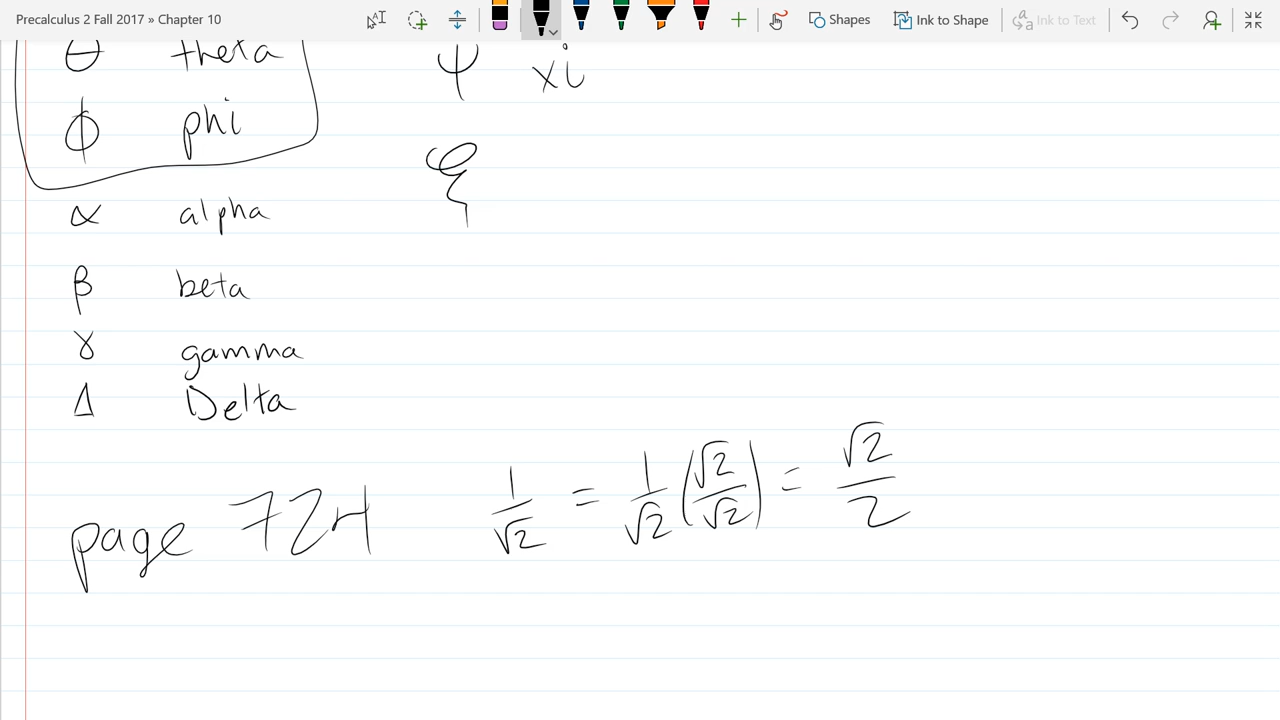 Precalculus 2 Fall 2017 » Chapter 10
Shapes
Ink to Shape
Ink to Text
θ theta
ψ xi
ϕ phi
ξ
α alpha
β beta
γ gamma
Δ Delta
page 724
1/√2 = 1/√2 (√2/√2) = √2/2